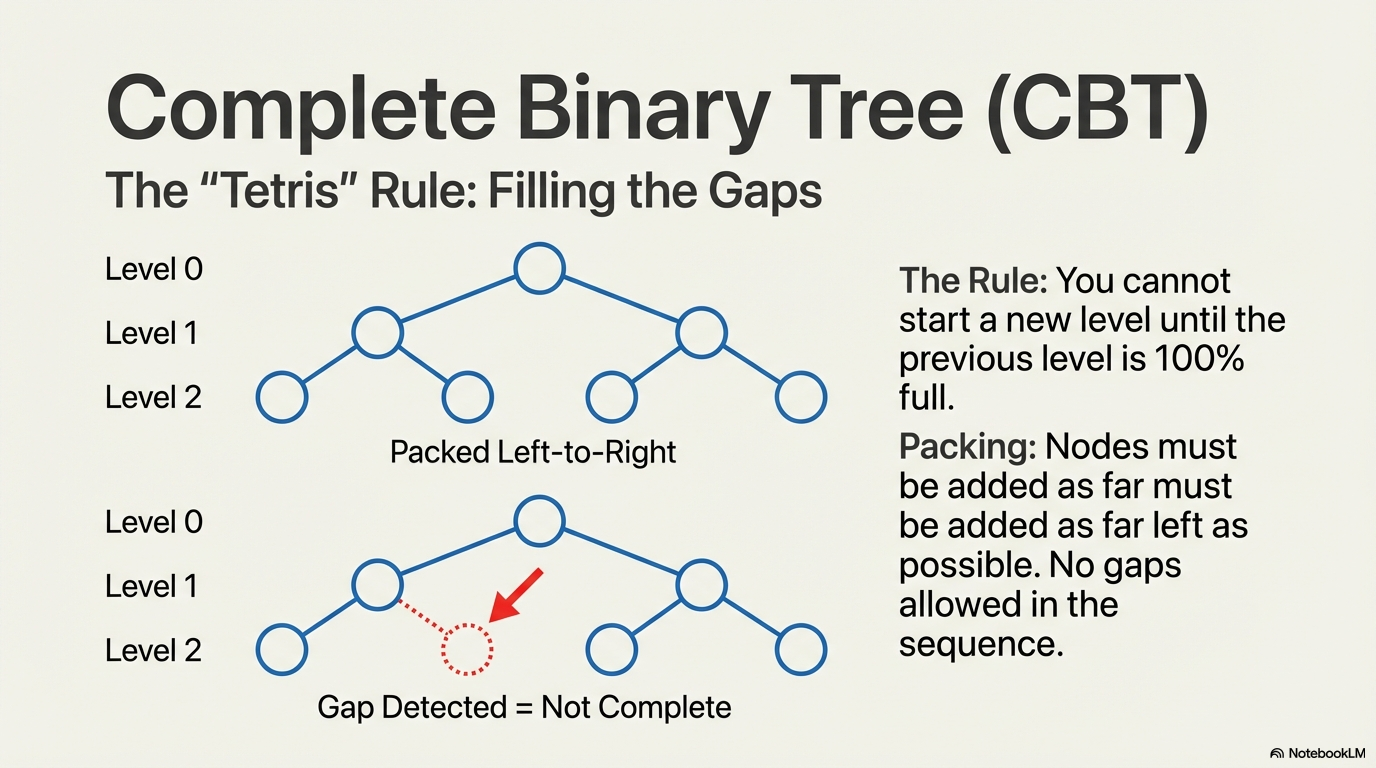 Complete Binary Tree (CBT)
The “Tetris” Rule: Filling the Gaps
Level 0
Level 1
Level 2
Packed Left-to-Right
Level 0
Level 1
Level 2
Gap Detected = Not Complete
The Rule: You cannot
start a new level until the
previous level is 100%
full.
Packing: Nodes must
be added as far must
be added as far left as
possible. No gaps
allowed in the
sequence.
NotebookLM